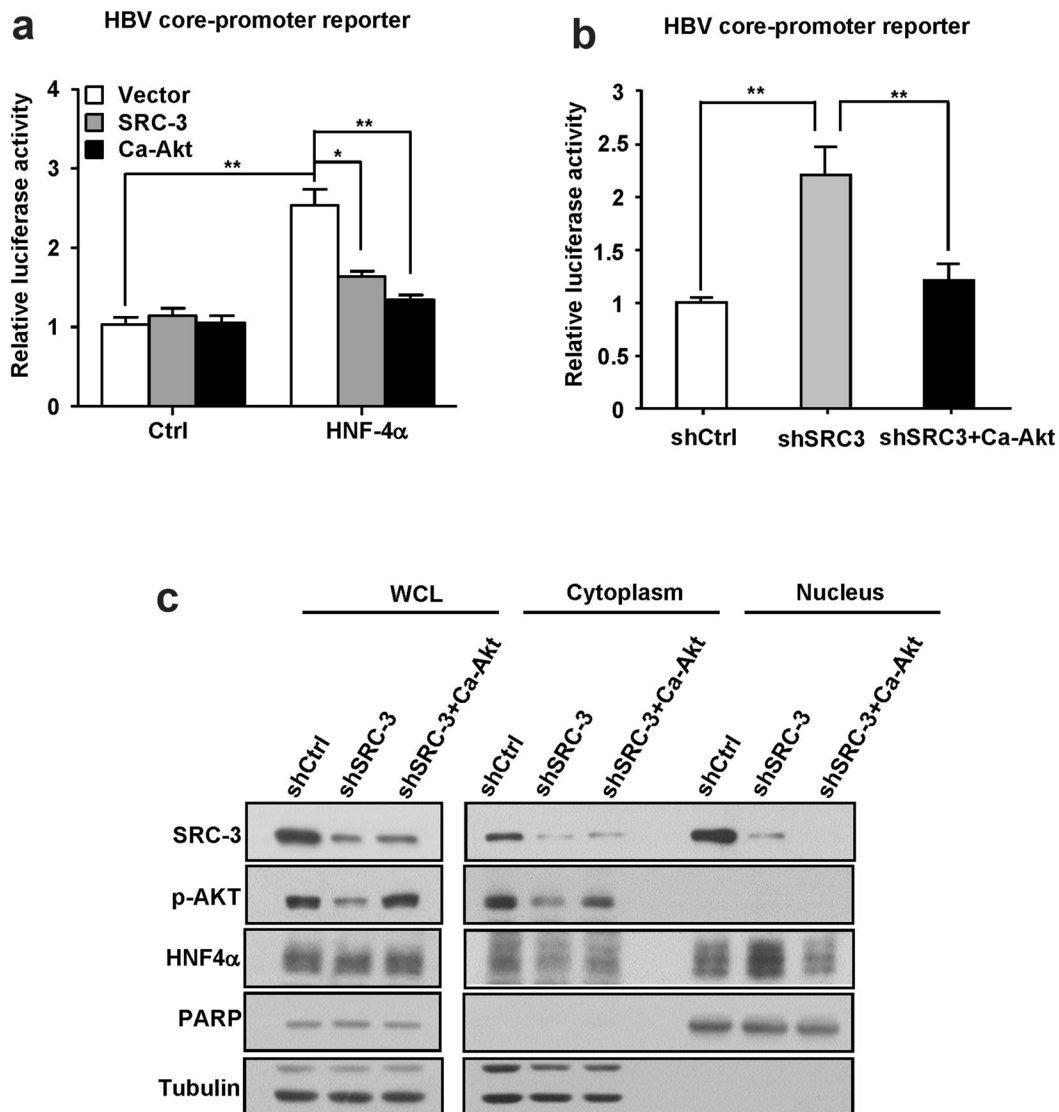 a
HBV core-promoter reporter
Relative luciferase activity
4
3
2
1
0
Vector
SRC-3
Ca-Akt
**
*
**
Ctrl
HNF-4α
b
HBV core-promoter reporter
Relative luciferase activity
3
2.5
2
1.5
1
0.5
0
**
**
shCtrl
shSRC3
shSRC3+Ca-Akt
c
WCL
Cytoplasm
Nucleus
shCtrl
shSRC-3
shSRC-3+Ca-Akt
shCtrl
shSRC-3
shSRC-3+Ca-Akt
shCtrl
shSRC-3
shSRC-3+Ca-Akt
SRC-3
p-AKT
HNF4α
PARP
Tubulin